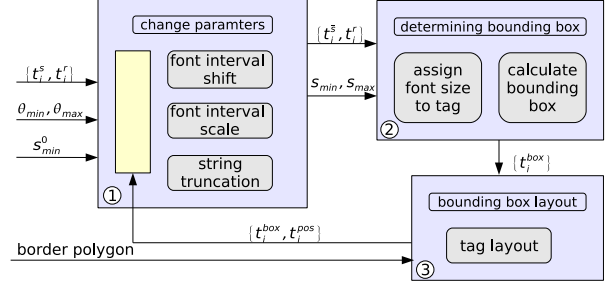 change paramters
font interval
shift
font interval
scale
string
truncation
①
{t_i^s, t_i^r}
θ_min, θ_max
s_min^0
{t_i^s̄, t_i^r}
s_min, s_max
determining bounding box
assign
font size
to tag
calculate
bounding
box
②
{t_i^box}
bounding box layout
tag layout
③
{t_i^box, t_i^pos}
border polygon